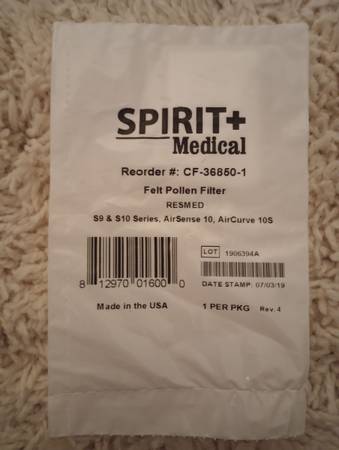 SPIRIT+
Medical
Reorder #: CF-36850-1
Felt Pollen Filter
RESMED
S9 & S10 Series, AirSense 10, AirCurve 10S
LOT 1906394A
8 12970 01600 0
DATE STAMP: 07/03/19
Made in the USA
1 PER PKG Rev. 4